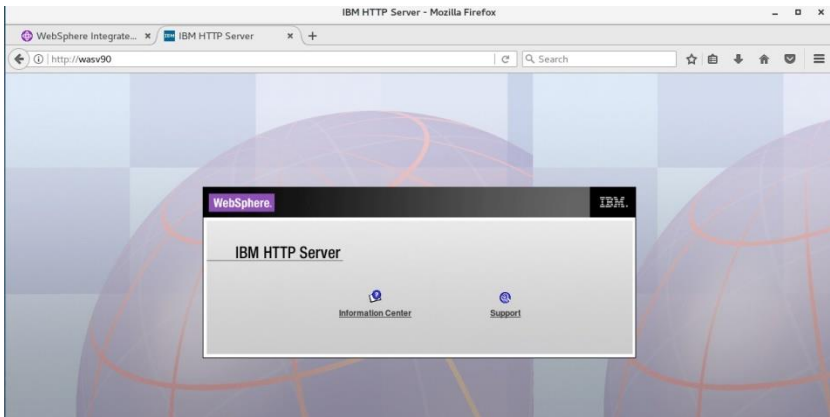 IBM HTTP Server - Mozilla Firefox
WebSphere Integrate... × IBM HTTP Server × +
http://wasv90 Search
WebSphere. IBM.
IBM HTTP Server
Information Center Support